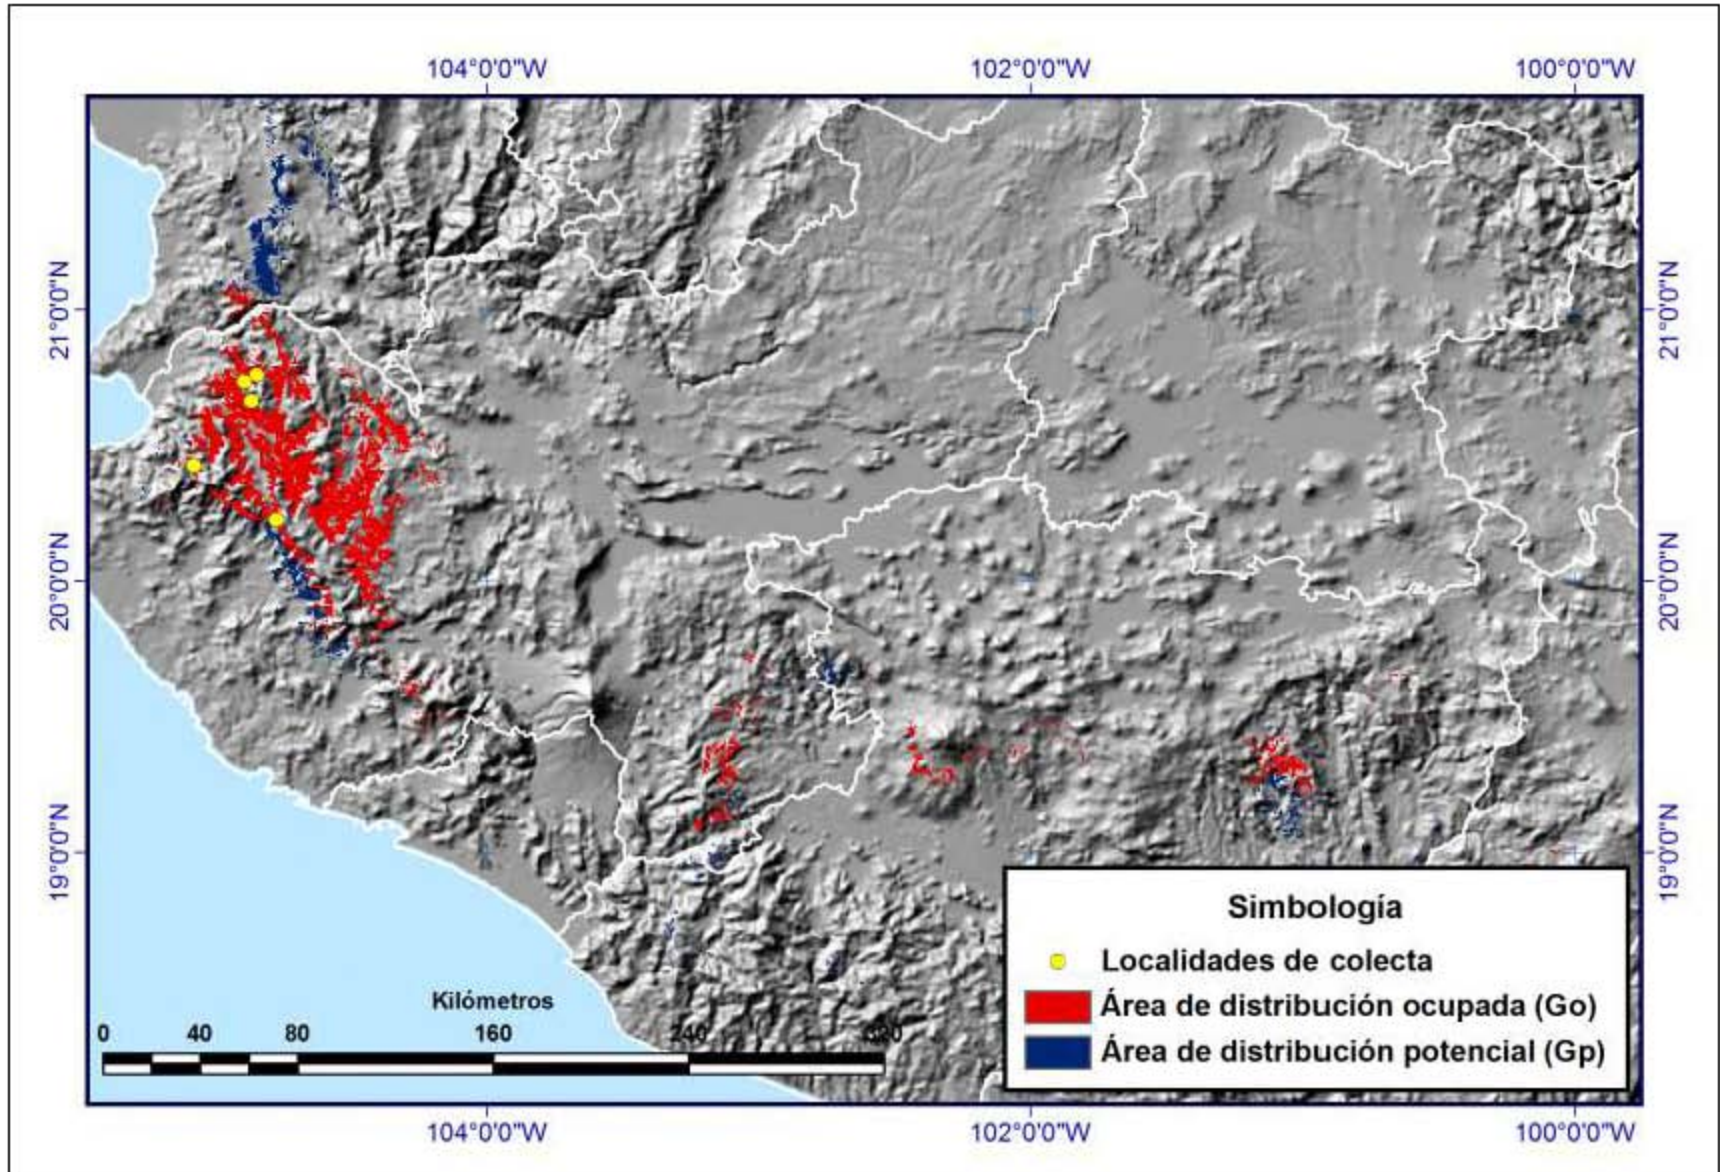 104°0'0"W 102°0'0"W 100°0'0"W
21°0'0"N
21°0'0"N
20°0'0"N
20°0'0"N
19°0'0"N
19°0'0"N
Simbología
Localidades de colecta
Área de distribución ocupada (Go)
Área de distribución potencial (Gp)
Kilómetros
0 40 80 160 240 320
104°0'0"W 102°0'0"W 100°0'0"W